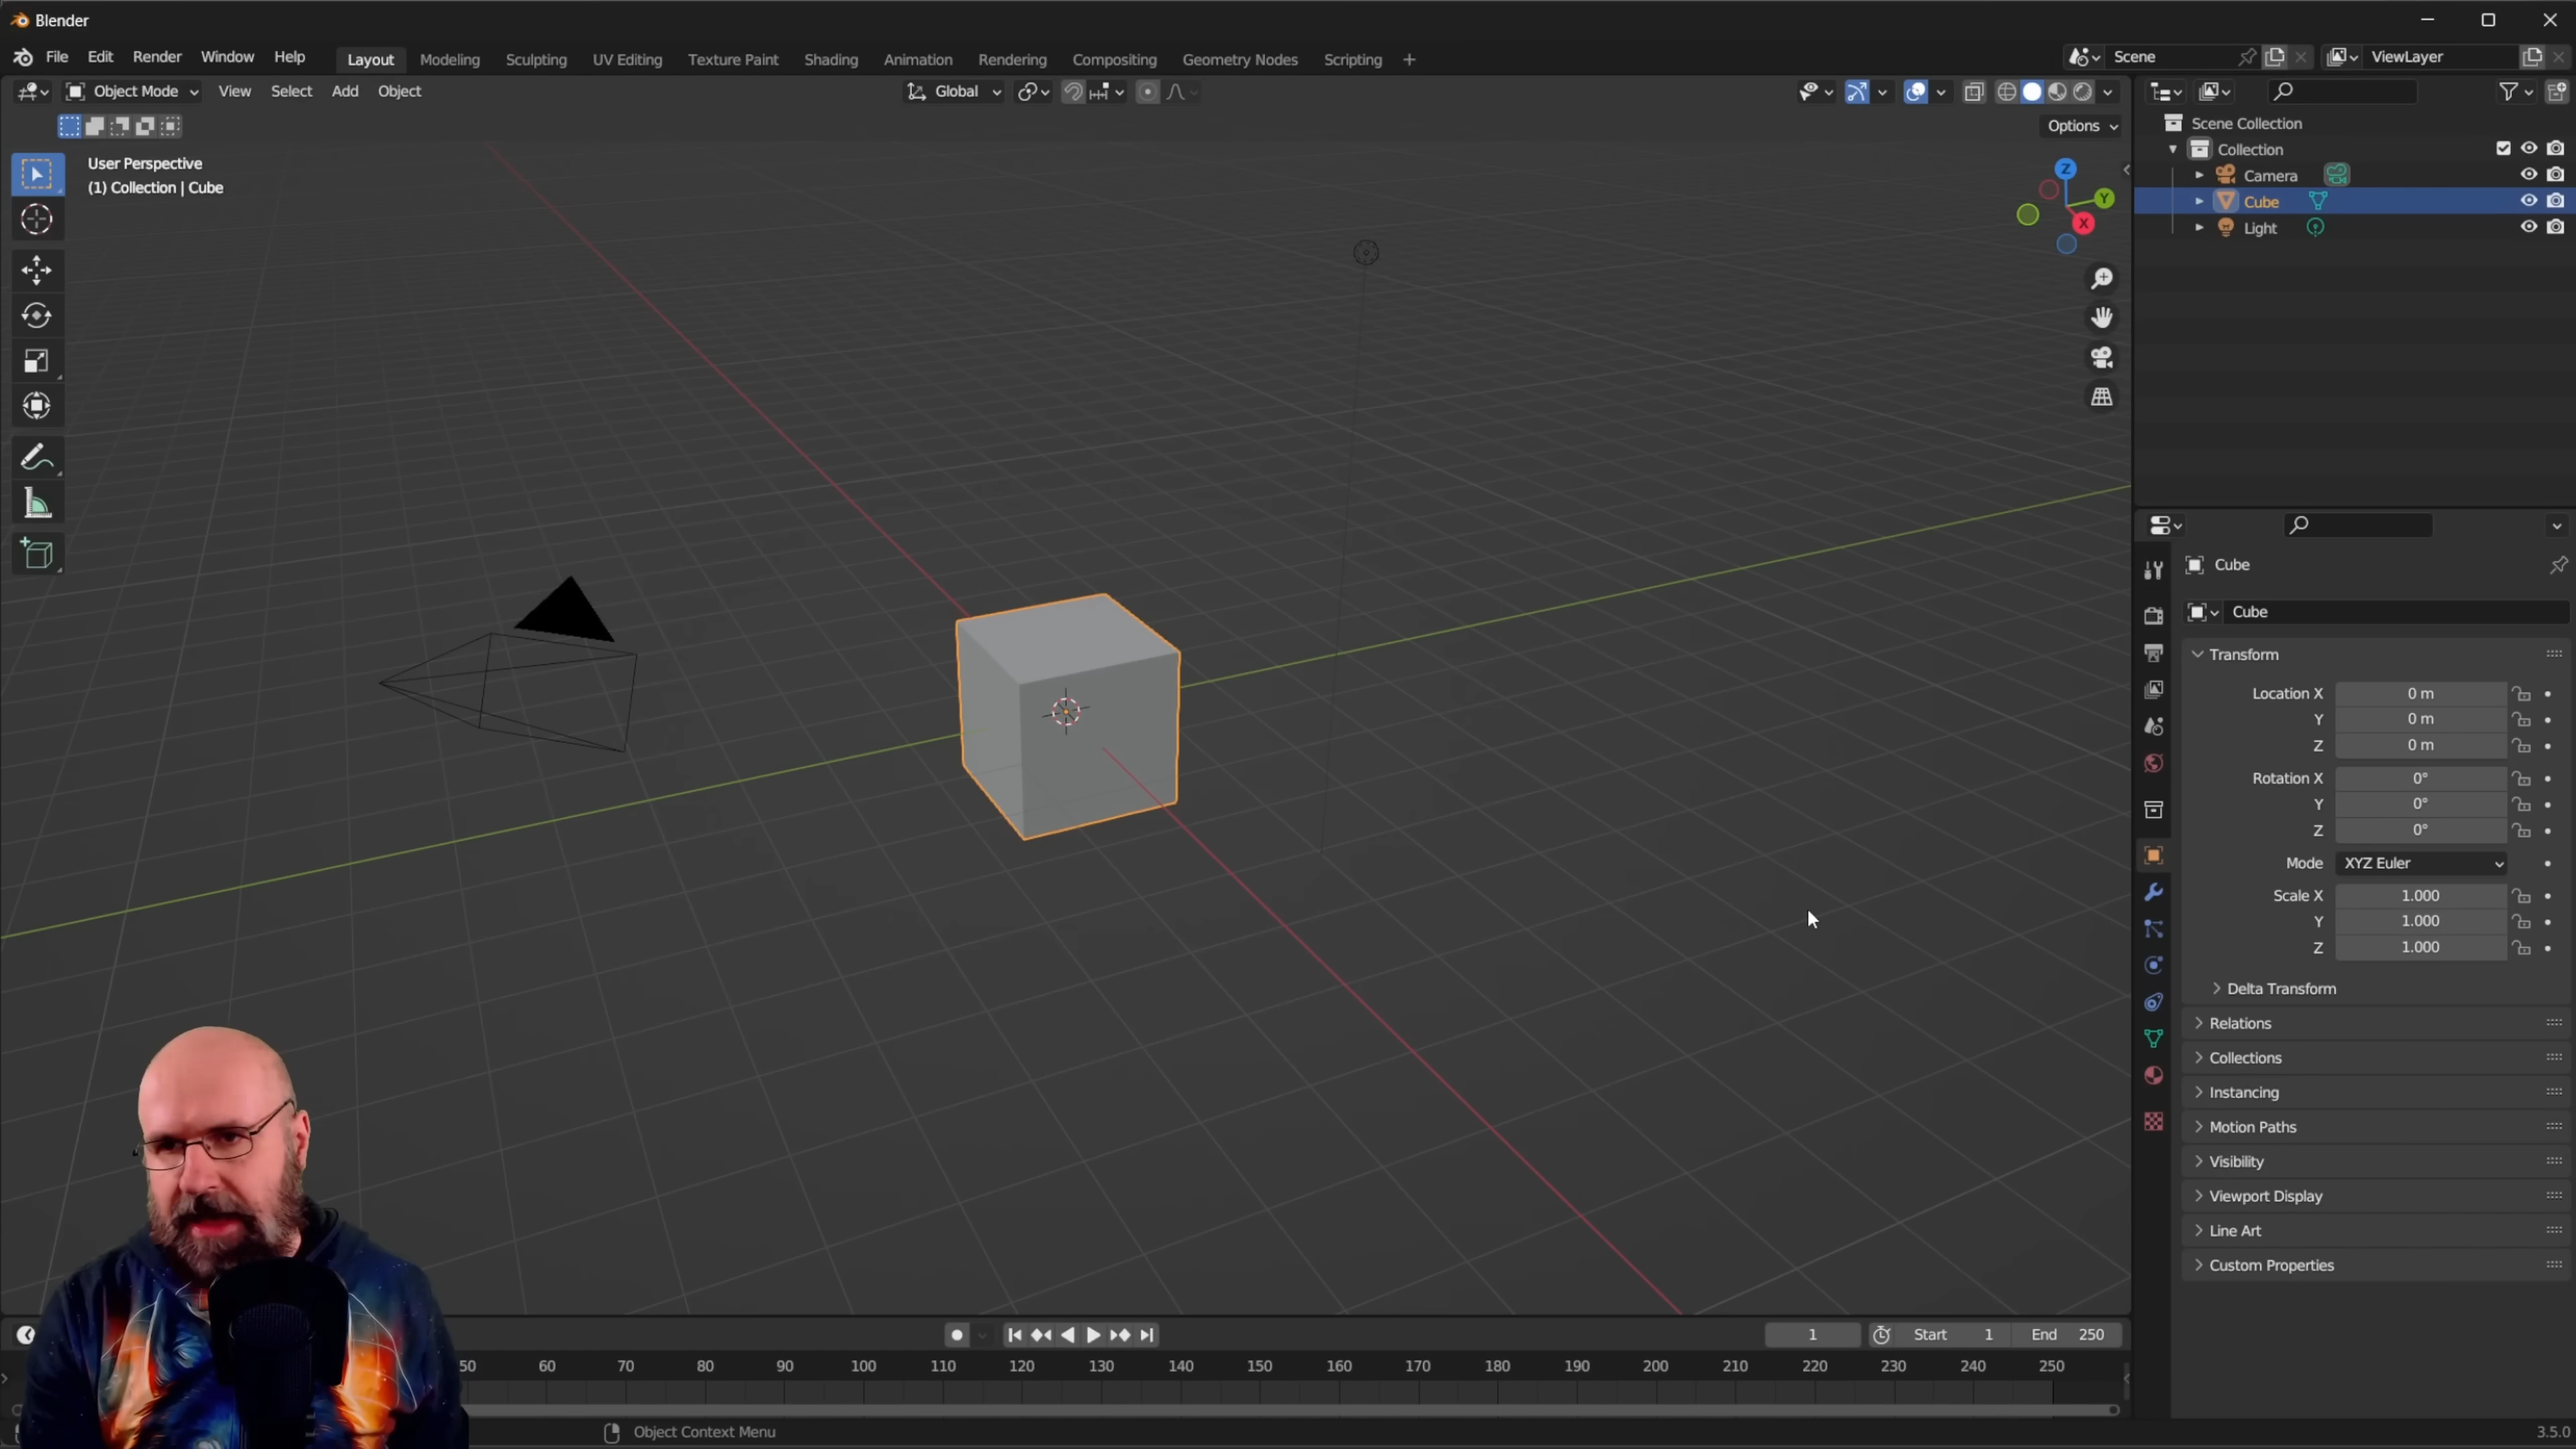 Blender
File Edit Render Window Help Layout Modeling Sculpting UV Editing Texture Paint Shading Animation Rendering Compositing Geometry Nodes Scripting + Scene ViewLayer
Object Mode View Select Add Object Global
Options
User Perspective
(1) Collection | Cube
Z
Y
X
Scene Collection
Collection
Camera
Cube
Light
Cube
Cube
Transform
Location X 0 m
Y 0 m
Z 0 m
Rotation X 0°
Y 0°
Z 0°
Mode XYZ Euler
Scale X 1.000
Y 1.000
Z 1.000
Delta Transform
Relations
Collections
Instancing
Motion Paths
Visibility
Viewport Display
Line Art
Custom Properties
1 Start 1 End 250
50 60 70 80 90 100 110 120 130 140 150 160 170 180 190 200 210 220 230 240 250
Object Context Menu
3.5.0